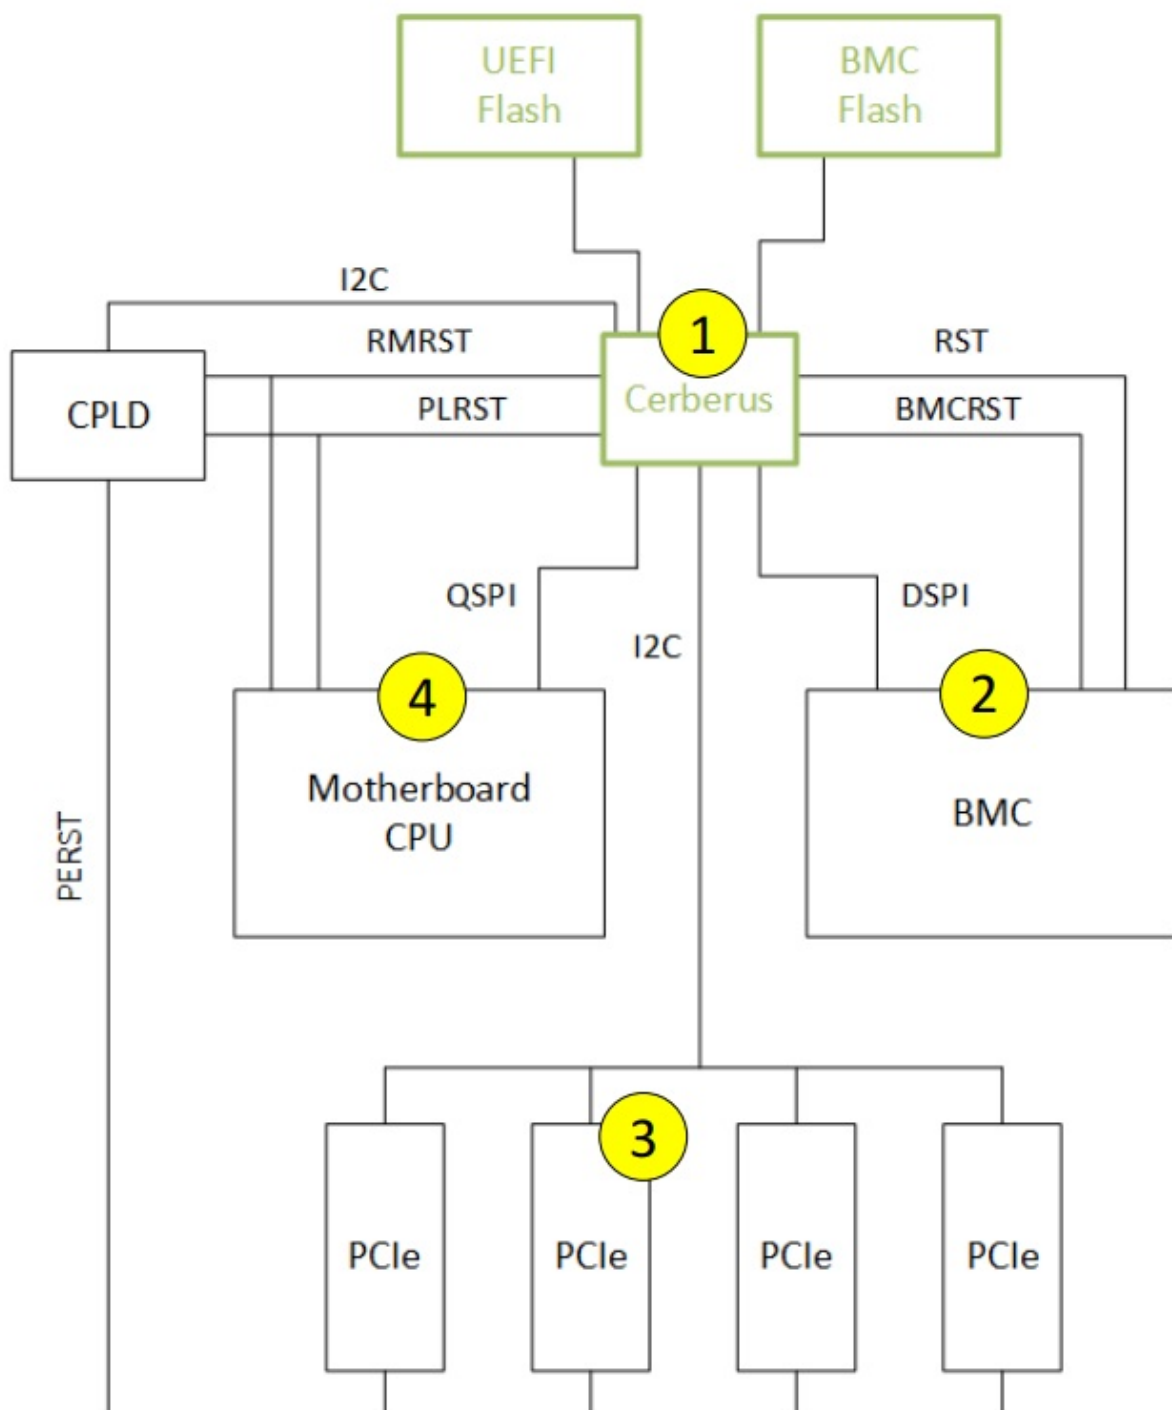 UEFI
Flash
BMC
Flash
I2C
RMRST
1
RST
CPLD
PLRST
Cerberus
BMCRST
QSPI
DSPI
I2C
4
2
Motherboard
CPU
BMC
PERST
3
PCIe
PCIe
PCIe
PCIe